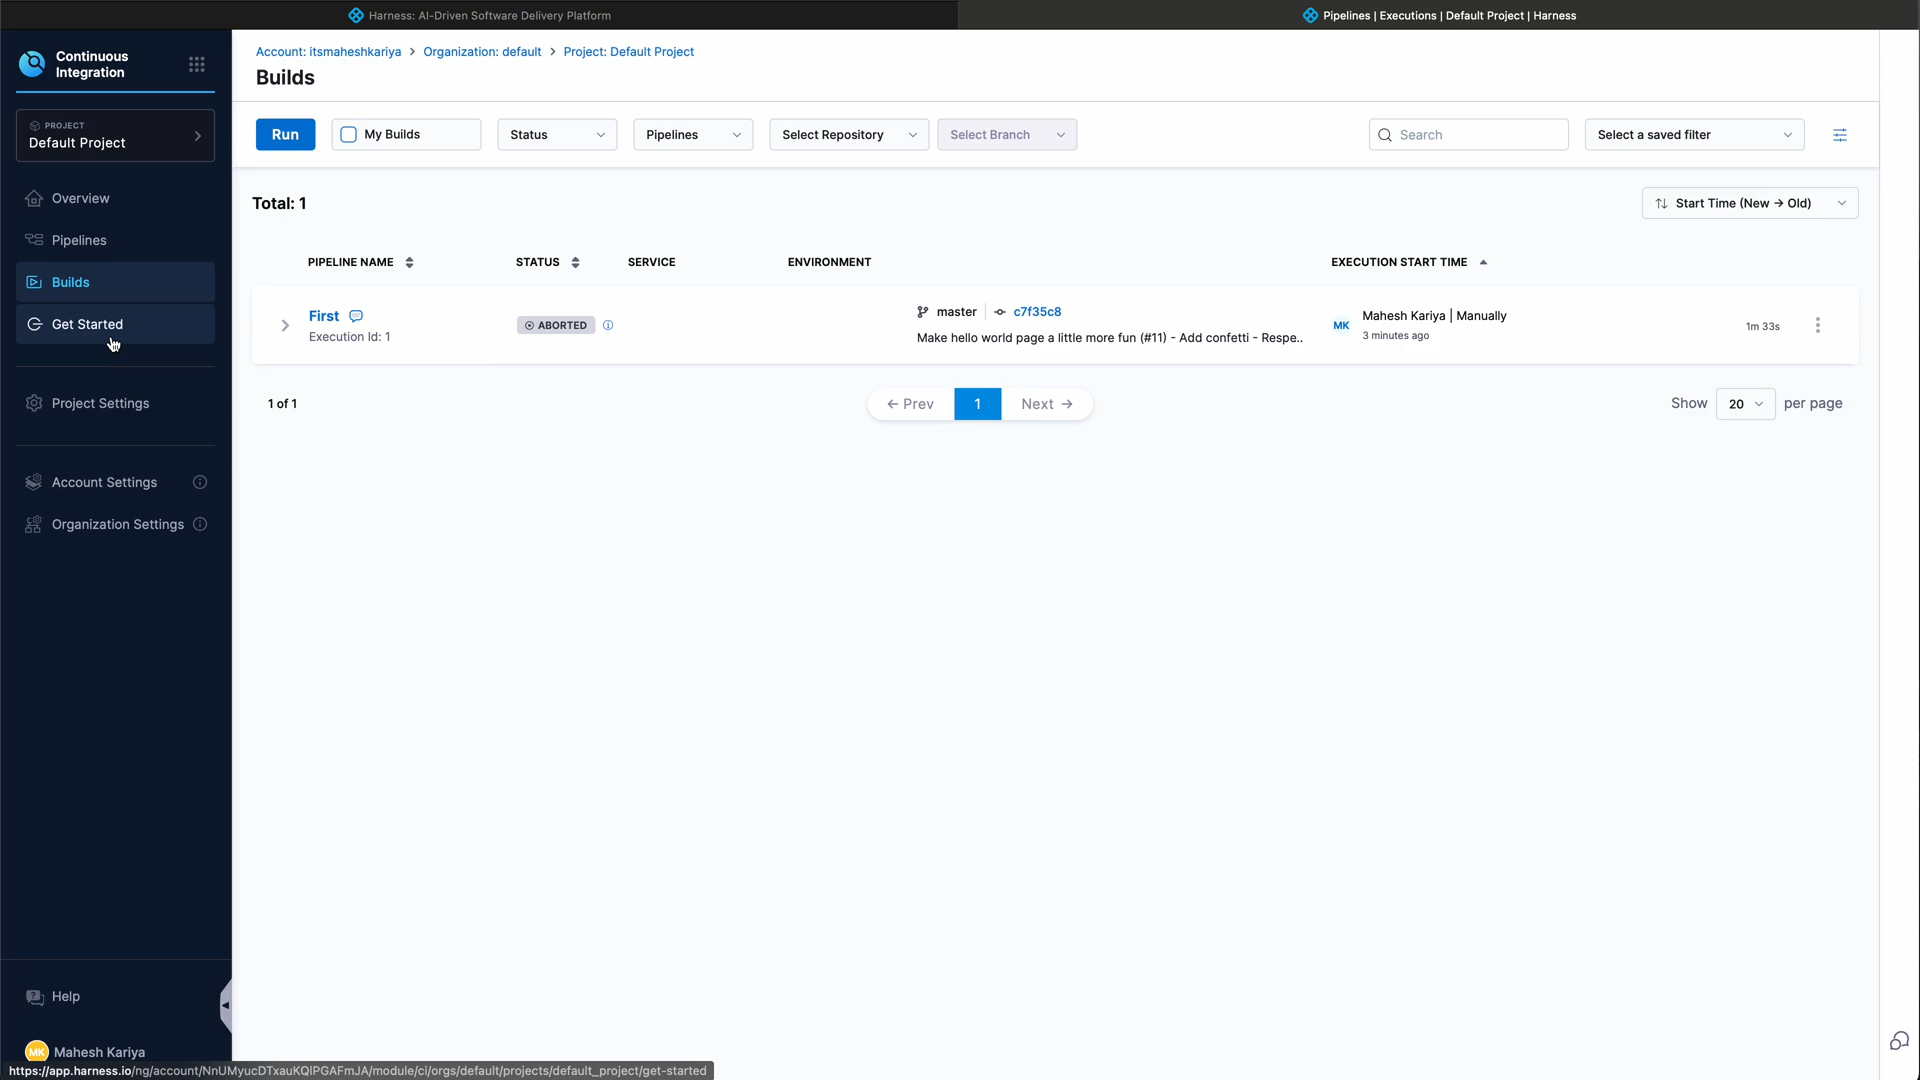 Harness: AI-Driven Software Delivery Platform
Pipelines | Executions | Default Project | Harness
Continuous
Integration
PROJECT
Default Project
Overview
Pipelines
Builds
Get Started
Project Settings
Account Settings
Organization Settings
Help
MK Mahesh Kariya
https://app.harness.io/ng/account/NnUMyucDTxauKQIPGAFmJA/module/ci/orgs/default/projects/default_project/get-started
Account: itsmaheshkariya > Organization: default > Project: Default Project
Builds
Run My Builds Status Pipelines Select Repository Select Branch Search Select a saved filter
Total: 1 Start Time (New → Old)
PIPELINE NAME STATUS SERVICE ENVIRONMENT EXECUTION START TIME
First
Execution Id: 1
ABORTED
master c7f35c8
Make hello world page a little more fun (#11) - Add confetti - Respe..
MK
Mahesh Kariya | Manually
3 minutes ago
1m 33s
1 of 1 ← Prev 1 Next → Show 20 per page